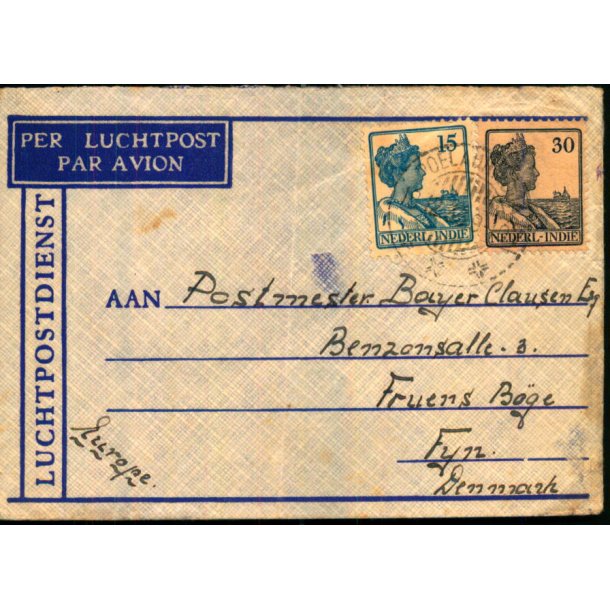 PER LUCHTPOST
PAR AVION
LUCHTPOSTDIENST
15
NEDERL-INDIE
30
NEDERL-INDIE
AAN Postmester Bayer Clausen Esq
Benzonsalle. 3.
Fruens Böge
Fyn.
Denmark
Europe.